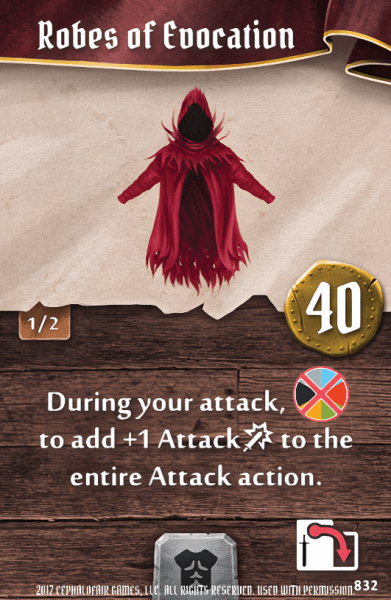 Robes of Evocation
40
1/2
During your attack,
to add +1 Attack to the
entire Attack action.
2017 CEPHALOFAIR GAMES, LLC. ALL RIGHTS RESERVED. USED WITH PERMISSION.
832